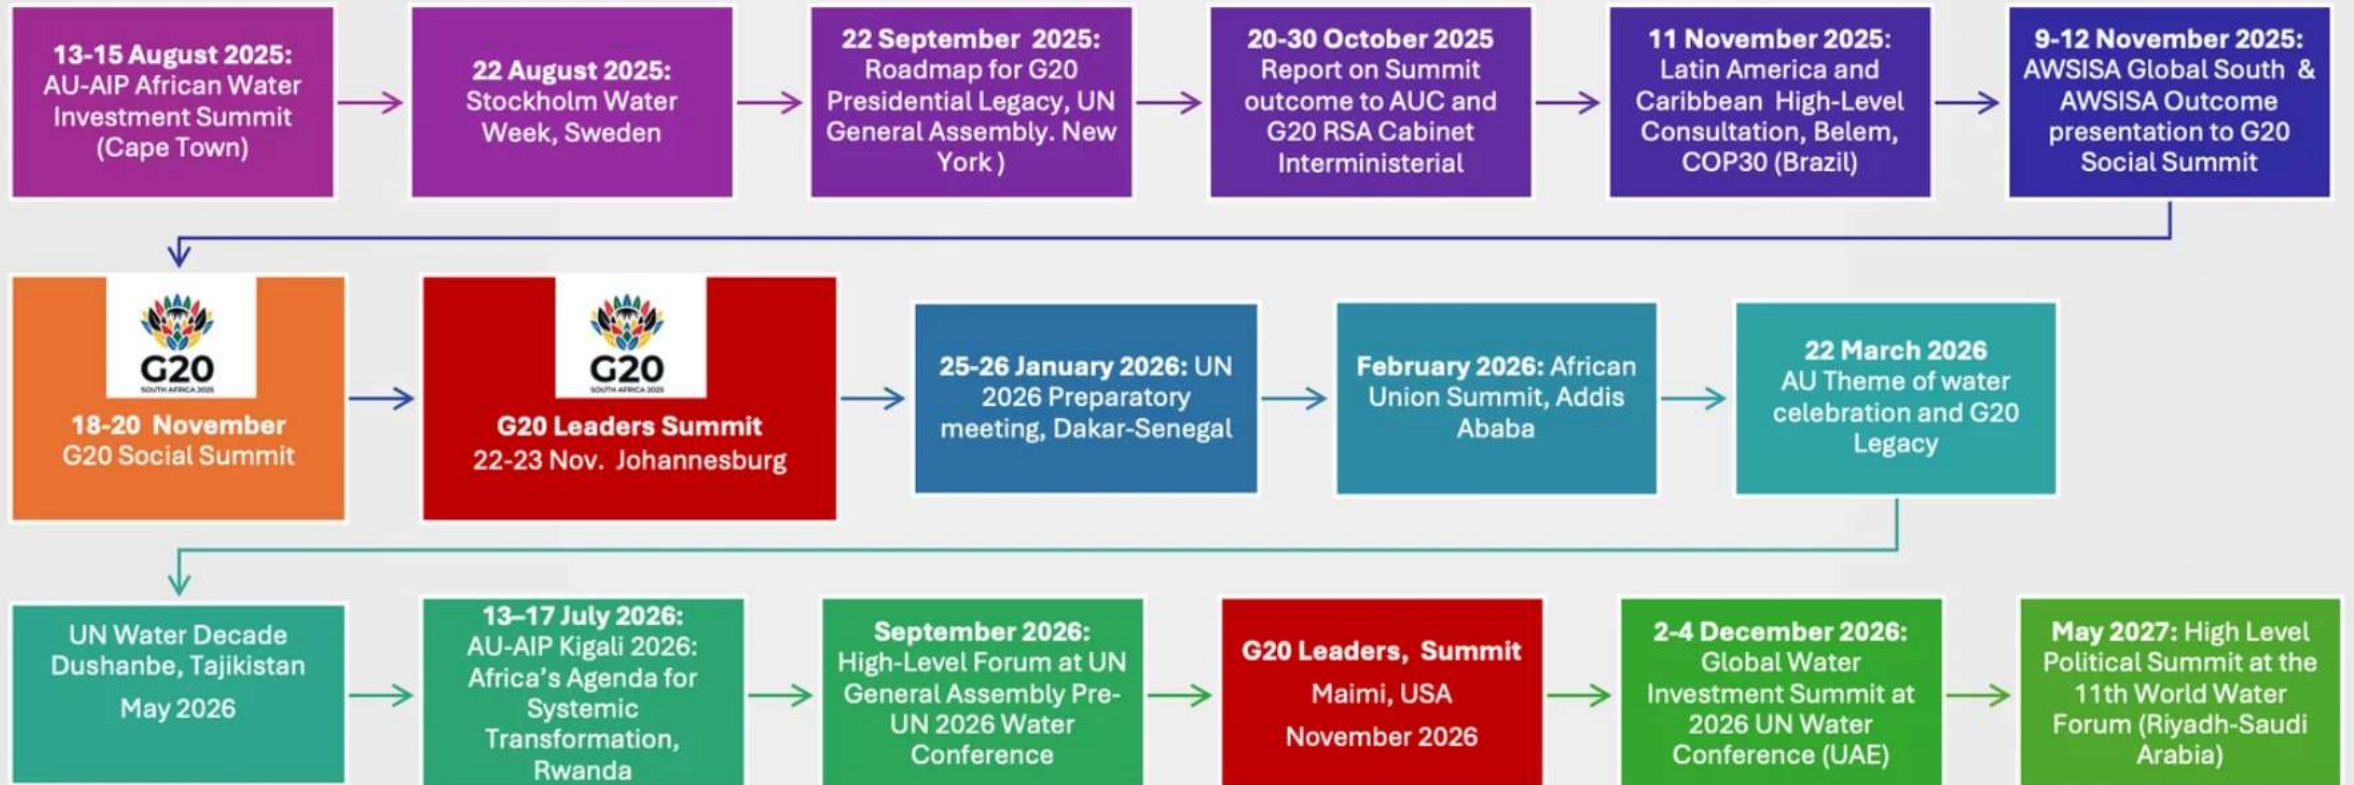 13-15 August 2025:
AU-AIP African Water
Investment Summit
(Cape Town)
22 August 2025:
Stockholm Water
Week, Sweden
22 September 2025:
Roadmap for G20
Presidential Legacy, UN
General Assembly. New
York )
20-30 October 2025
Report on Summit
outcome to AUC and
G20 RSA Cabinet
Interministerial
11 November 2025:
Latin America and
Caribbean High-Level
Consultation, Belem,
COP30 (Brazil)
9-12 November 2025:
AWSISA Global South &
AWSISA Outcome
presentation to G20
Social Summit
G20
SOUTH AFRICA 2025
18-20 November
G20 Social Summit
G20
SOUTH AFRICA 2025
G20 Leaders Summit
22-23 Nov. Johannesburg
25-26 January 2026: UN
2026 Preparatory
meeting, Dakar-Senegal
February 2026: African
Union Summit, Addis
Ababa
22 March 2026
AU Theme of water
celebration and G20
Legacy
UN Water Decade
Dushanbe, Tajikistan
May 2026
13–17 July 2026:
AU-AIP Kigali 2026:
Africa's Agenda for
Systemic
Transformation,
Rwanda
September 2026:
High-Level Forum at UN
General Assembly Pre-
UN 2026 Water
Conference
G20 Leaders, Summit
Maimi, USA
November 2026
2-4 December 2026:
Global Water
Investment Summit at
2026 UN Water
Conference (UAE)
May 2027: High Level
Political Summit at the
11th World Water
Forum (Riyadh-Saudi
Arabia)